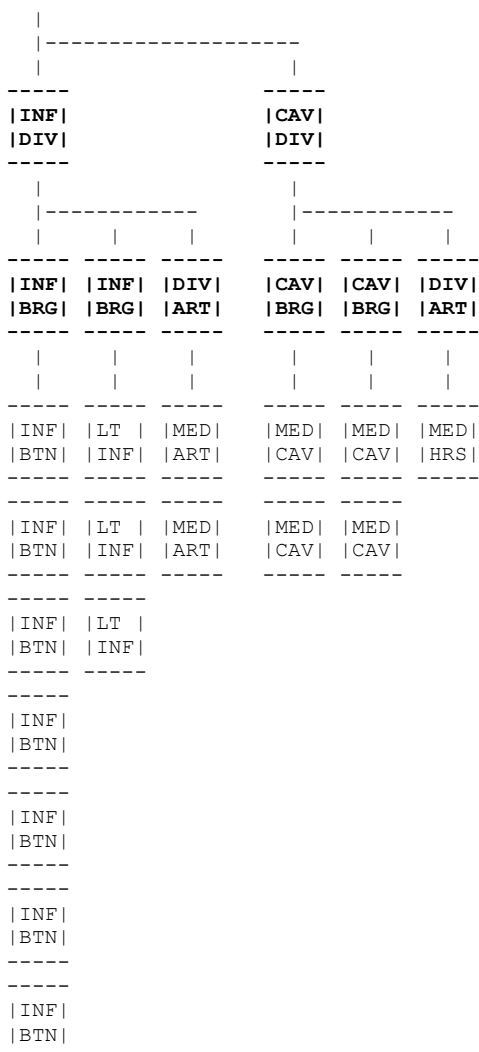 |
|--------------------
|                   |
-----               -----
|INF|               |CAV|
|DIV|               |DIV|
-----               -----
|                   |
|------------       |------------
|     |     |       |     |     |
----- ----- -----   ----- ----- -----
|INF| |INF| |DIV|   |CAV| |CAV| |DIV|
|BRG| |BRG| |ART|   |BRG| |BRG| |ART|
----- ----- -----   ----- ----- -----
|     |     |       |     |     |
|     |     |       |     |     |
----- ----- -----   ----- ----- -----
|INF| |LT | |MED|   |MED| |MED| |MED|
|BTN| |INF| |ART|   |CAV| |CAV| |HRS|
----- ----- -----   ----- ----- -----
----- ----- -----   ----- -----
|INF| |LT | |MED|   |MED| |MED|
|BTN| |INF| |ART|   |CAV| |CAV|
----- ----- -----   ----- -----
----- -----
|INF| |LT |
|BTN| |INF|
----- -----
-----
|INF|
|BTN|
-----
-----
|INF|
|BTN|
-----
-----
|INF|
|BTN|
-----
-----
|INF|
|BTN|